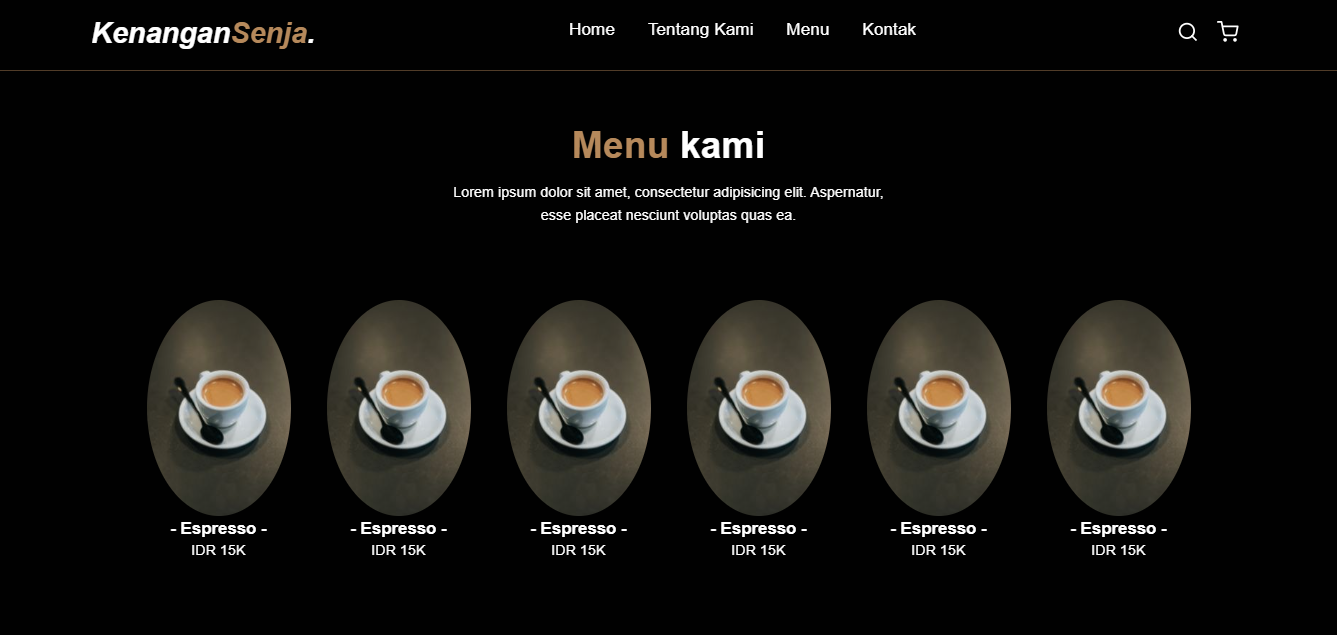 KenanganSenja.
Home Tentang Kami Menu Kontak
Menu kami
Lorem ipsum dolor sit amet, consectetur adipisicing elit. Aspernatur,
esse placeat nesciunt voluptas quas ea.
- Espresso - - Espresso - - Espresso - - Espresso - - Espresso - - Espresso -
IDR 15K IDR 15K IDR 15K IDR 15K IDR 15K IDR 15K